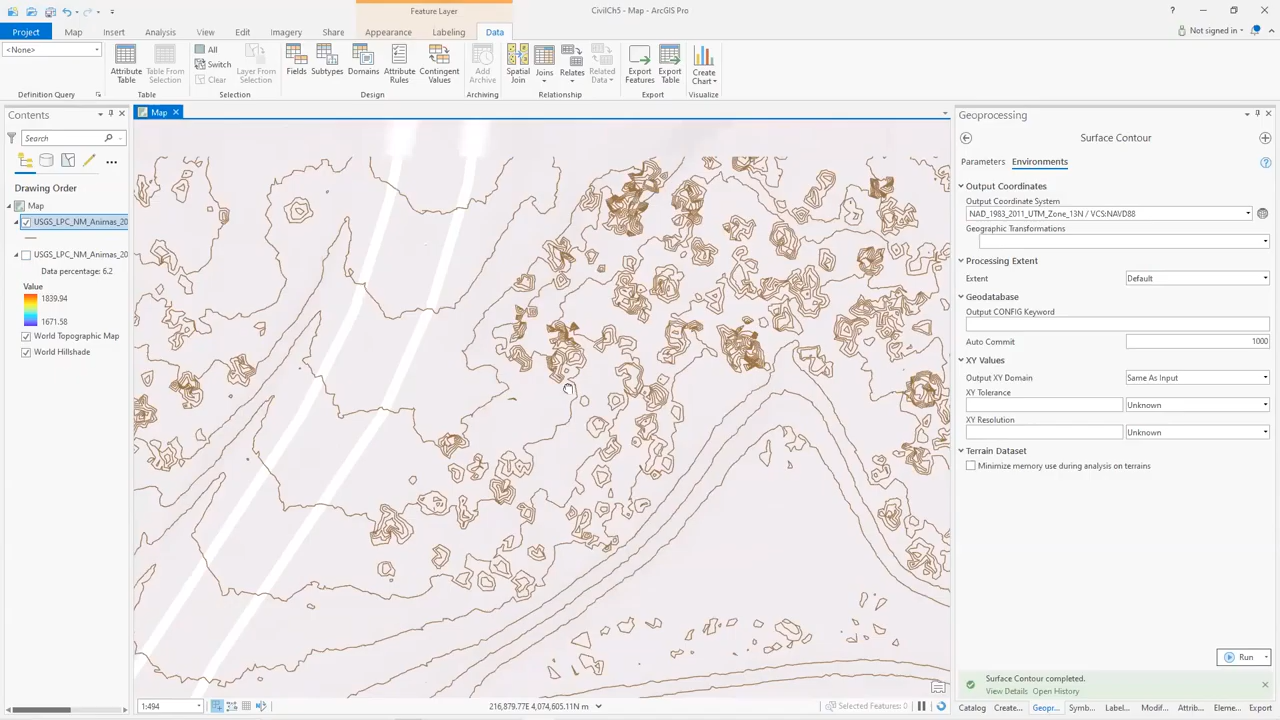 Feature Layer
CivilCh5 - Map - ArcGIS Pro
Project Map Insert Analysis View Edit Imagery Share Appearance Labeling Data
Not signed in
<None>
Definition Query
Attribute Table
Table From Selection
Table
All
Switch
Clear
Layer From Selection
Selection
Fields
Subtypes
Domains
Attribute Rules
Contingent Values
Design
Add Archive
Archiving
Spatial Join
Joins
Relates
Related Data
Relationship
Export Features
Export Table
Export
Create Chart
Visualize
Contents
Search
Drawing Order
Map
USGS_LPC_NM_Animas_20
USGS_LPC_NM_Animas_20
Data percentage: 6.2
Value
1839.94
1671.58
World Topographic Map
World Hillshade
Map
1:494
216,879.77E 4,074,605.11N m
Selected Features: 0
Geoprocessing
Surface Contour
Parameters Environments
Output Coordinates
Output Coordinate System
NAD_1983_2011_UTM_Zone_13N / VCS:NAVD88
Geographic Transformations
Processing Extent
Extent Default
Geodatabase
Output CONFIG Keyword
Auto Commit 1000
XY Values
Output XY Domain Same As Input
XY Tolerance
Unknown
XY Resolution
Unknown
Terrain Dataset
Minimize memory use during analysis on terrains
Run
Surface Contour completed.
View Details Open History
Catalog Create... Geopr... Symb... Label... Modif... Attrib... Eleme... Export